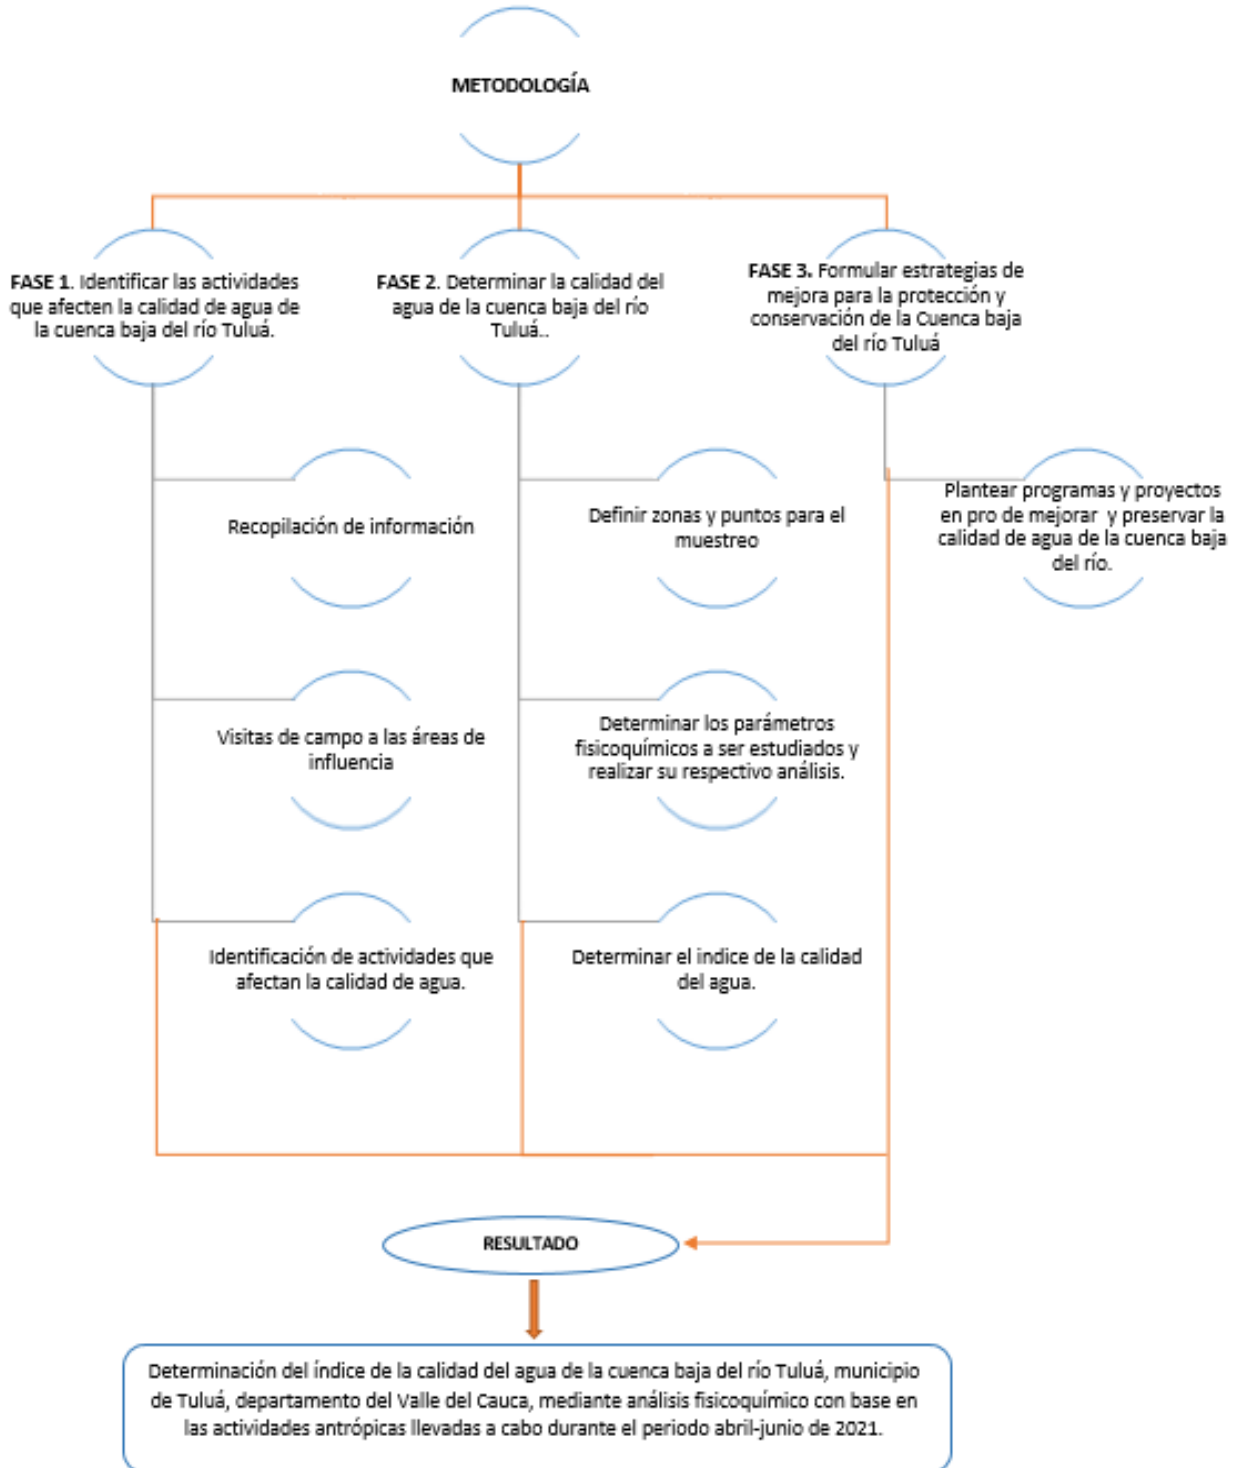 METODOLOGÍA
FASE 1. Identificar las actividades
que afecten la calidad de agua de
la cuenca baja del río Tuluá.
FASE 2. Determinar la calidad del
agua de la cuenca baja del río
Tuluá..
FASE 3. Formular estrategias de
mejora para la protección y
conservación de la Cuenca baja
del río Tuluá
Recopilación de información
Visitas de campo a las áreas de
influencia
Identificación de actividades que
afectan la calidad de agua.
Definir zonas y puntos para el
muestreo
Determinar los parámetros
fisicoquímicos a ser estudiados y
realizar su respectivo análisis.
Determinar el indice de la calidad
del agua.
Plantear programas y proyectos
en pro de mejorar y preservar la
calidad de agua de la cuenca baja
del río.
RESULTADO
Determinación del índice de la calidad del agua de la cuenca baja del río Tuluá, municipio
de Tuluá, departamento del Valle del Cauca, mediante análisis fisicoquímico con base en
las actividades antrópicas llevadas a cabo durante el periodo abril-junio de 2021.